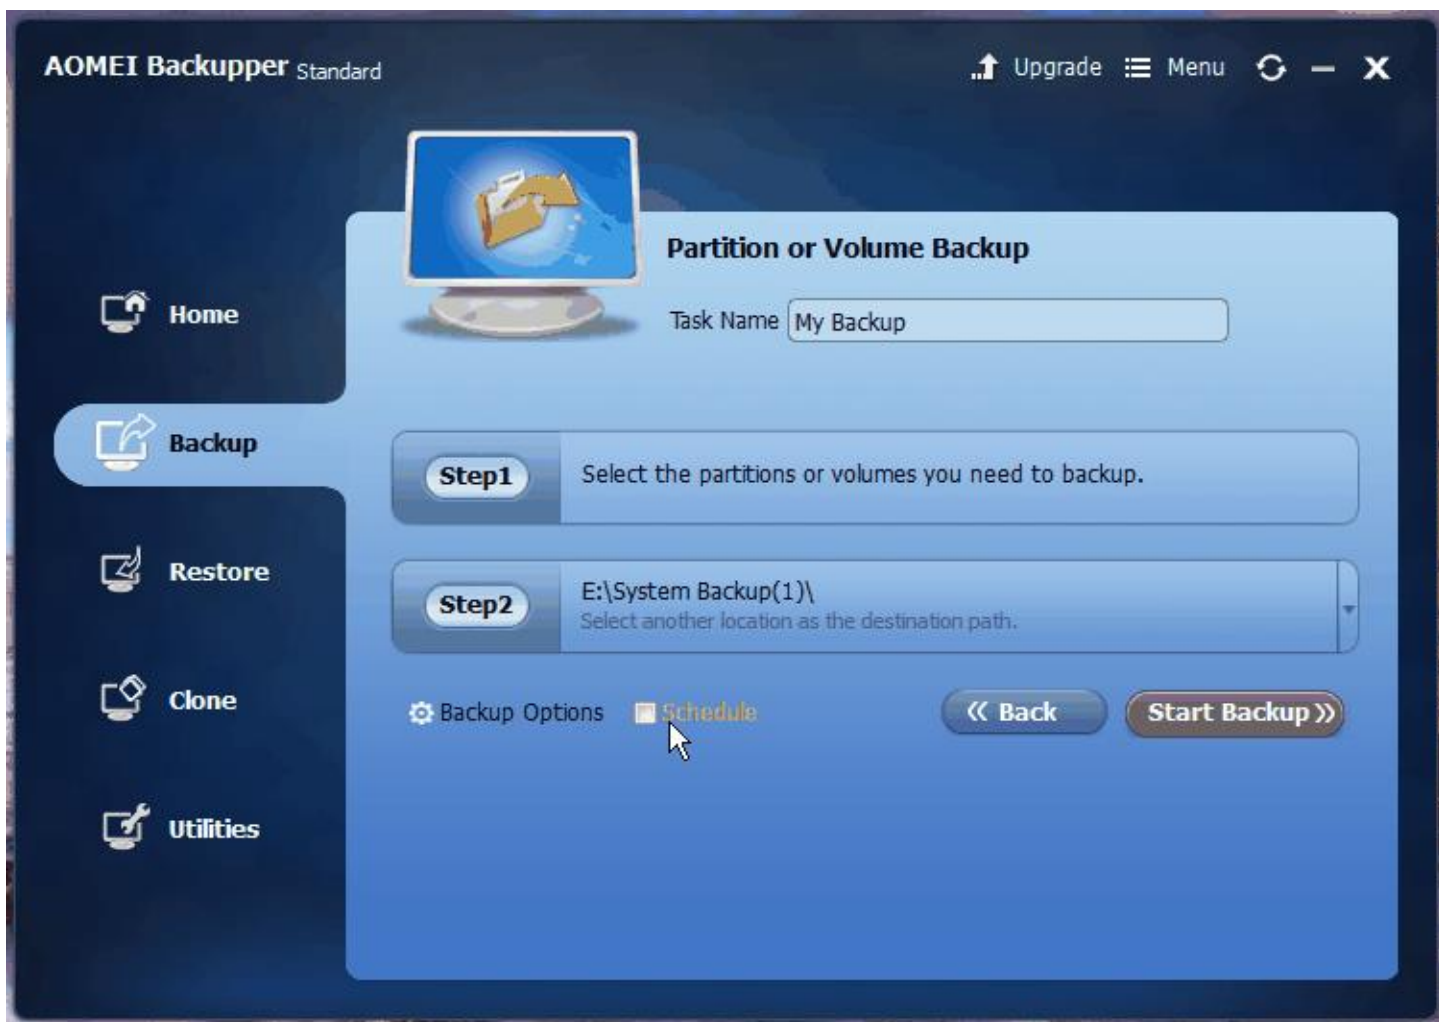 AOMEI Backupper Standard
Upgrade Menu
Partition or Volume Backup
Task Name My Backup
Home
Backup
Step1 Select the partitions or volumes you need to backup.
Restore
Step2 E:\System Backup(1)\
Select another location as the destination path.
Clone
Backup Options Schedule Back Start Backup
Utilities